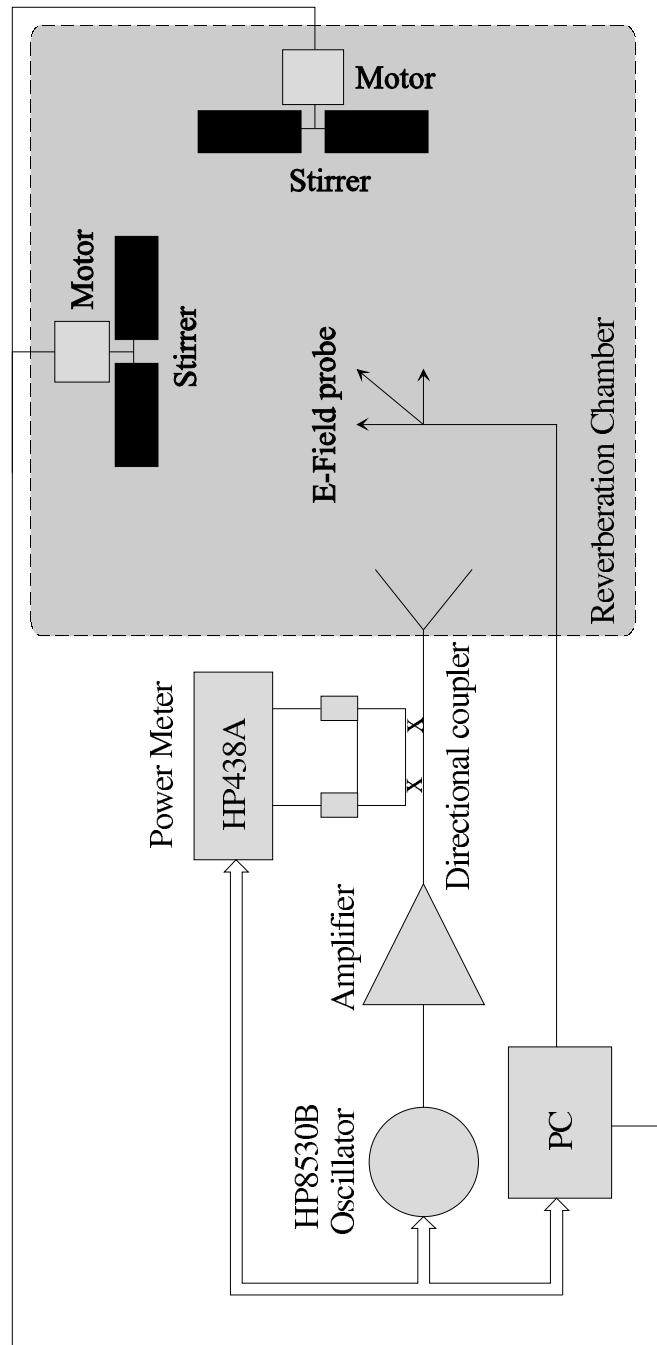 Motor
Stirrer
Motor
Stirrer
E-Field probe
Reverberation Chamber
Power Meter
HP438A
x
x
Directional coupler
Amplifier
HP8530B
Oscillator
PC